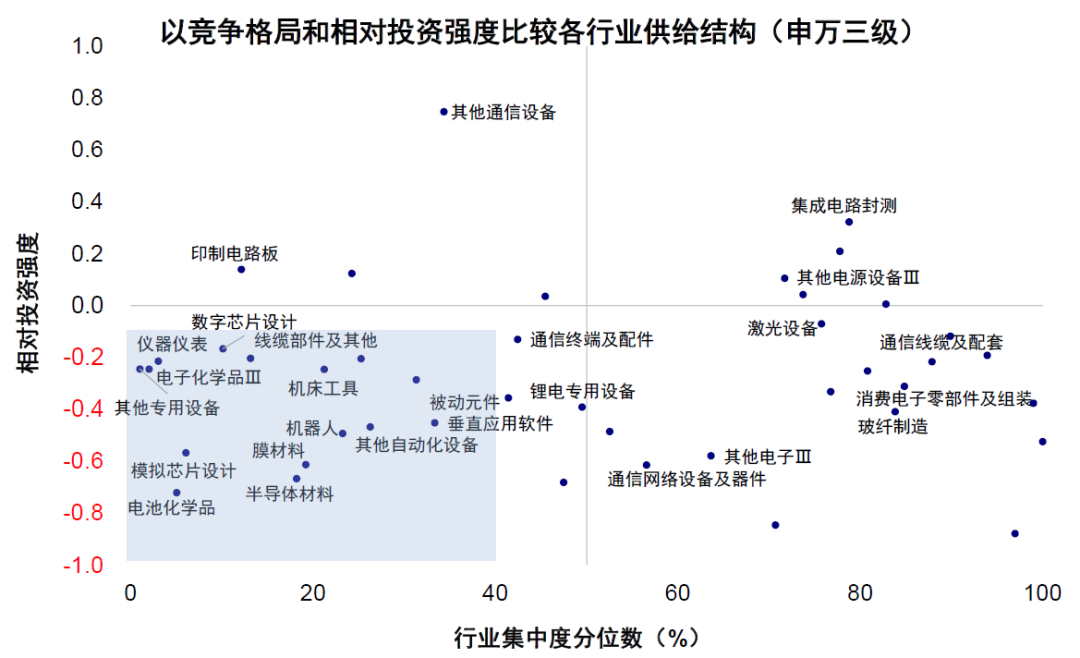 以竞争格局和相对投资强度比较各行业供给结构（申万三级）
1.0
0.8
0.6
0.4
0.2
0.0
-0.2
-0.4
-0.6
-0.8
-1.0
相对投资强度
其他通信设备
集成电路封测
印制电路板
其他电源设备Ⅲ
数字芯片设计
激光设备
仪器仪表
线缆部件及其他
通信终端及配件
通信线缆及配套
电子化学品Ⅲ
机床工具
锂电专用设备
其他专用设备
被动元件
消费电子零部件及组装
机器人
垂直应用软件
玻纤制造
其他自动化设备
膜材料
其他电子Ⅲ
模拟芯片设计
通信网络设备及器件
半导体材料
电池化学品
0
20
40
60
80
100
行业集中度分位数（%）